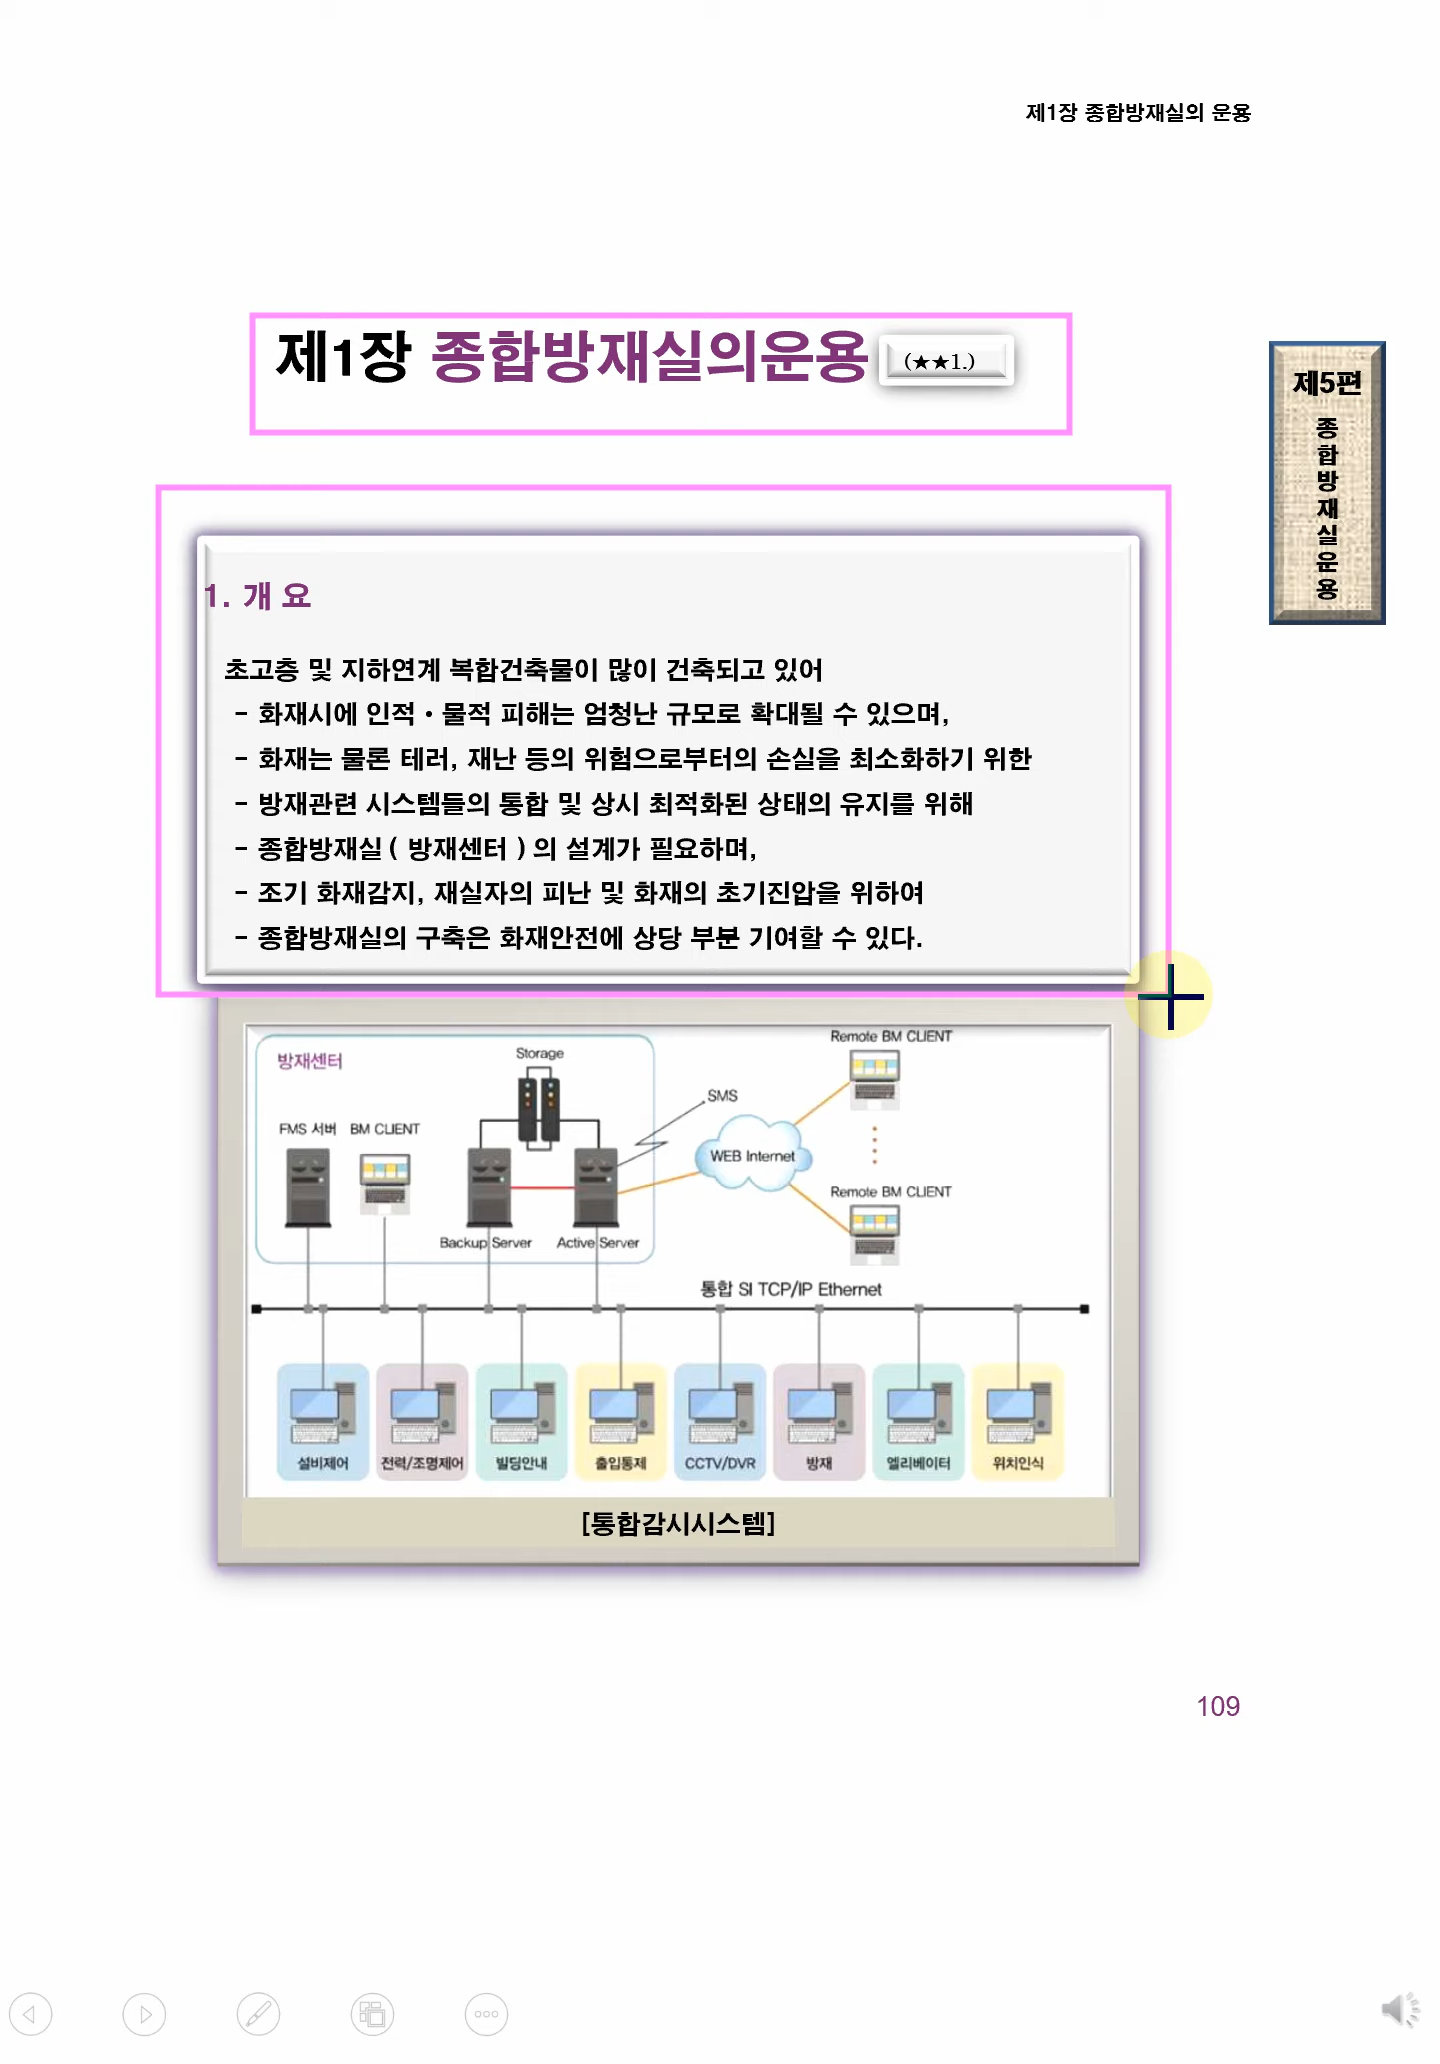 제1장 종합방재실의 운용
제1장 종합방재실의운용 (★★1.)
제5편
종합방재실운용
1. 개 요
초고층 및 지하연계 복합건축물이 많이 건축되고 있어
- 화재시에 인적 • 물적 피해는 엄청난 규모로 확대될 수 있으며,
- 화재는 물론 테러, 재난 등의 위험으로부터의 손실을 최소화하기 위한
- 방재관련 시스템들의 통합 및 상시 최적화된 상태의 유지를 위해
- 종합방재실 ( 방재센터 ) 의 설계가 필요하며,
- 조기 화재감지, 재실자의 피난 및 화재의 초기진압을 위하여
- 종합방재실의 구축은 화재안전에 상당 부분 기여할 수 있다.
방재센터
Storage
FMS 서버
BM CLIENT
Backup Server
Active Server
SMS
WEB Internet
Remote BM CLIENT
Remote BM CLIENT
통합 SI TCP/IP Ethernet
설비제어
전력/조명제어
빌딩안내
출입통제
CCTV/DVR
방재
엘리베이터
위치인식
[통합감시시스템]
109